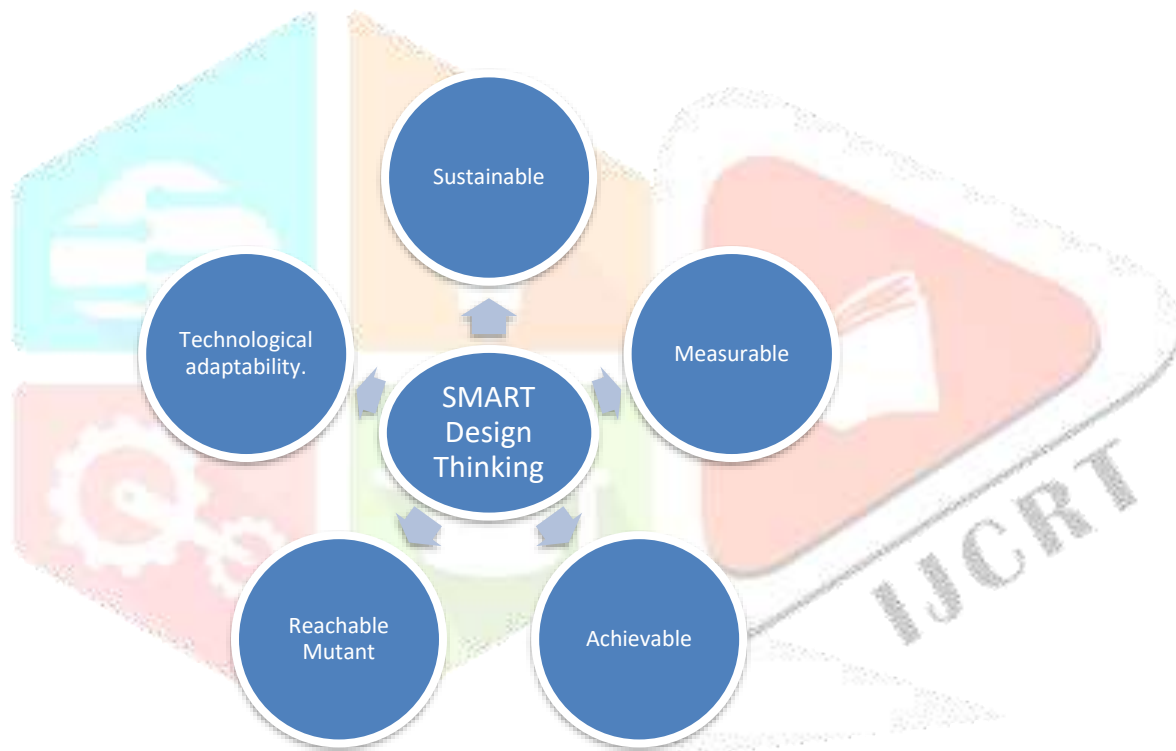 Sustainable
Technological
adaptability.
Measurable
SMART
Design
Thinking
Reachable
Mutant
Achievable
IJCRT